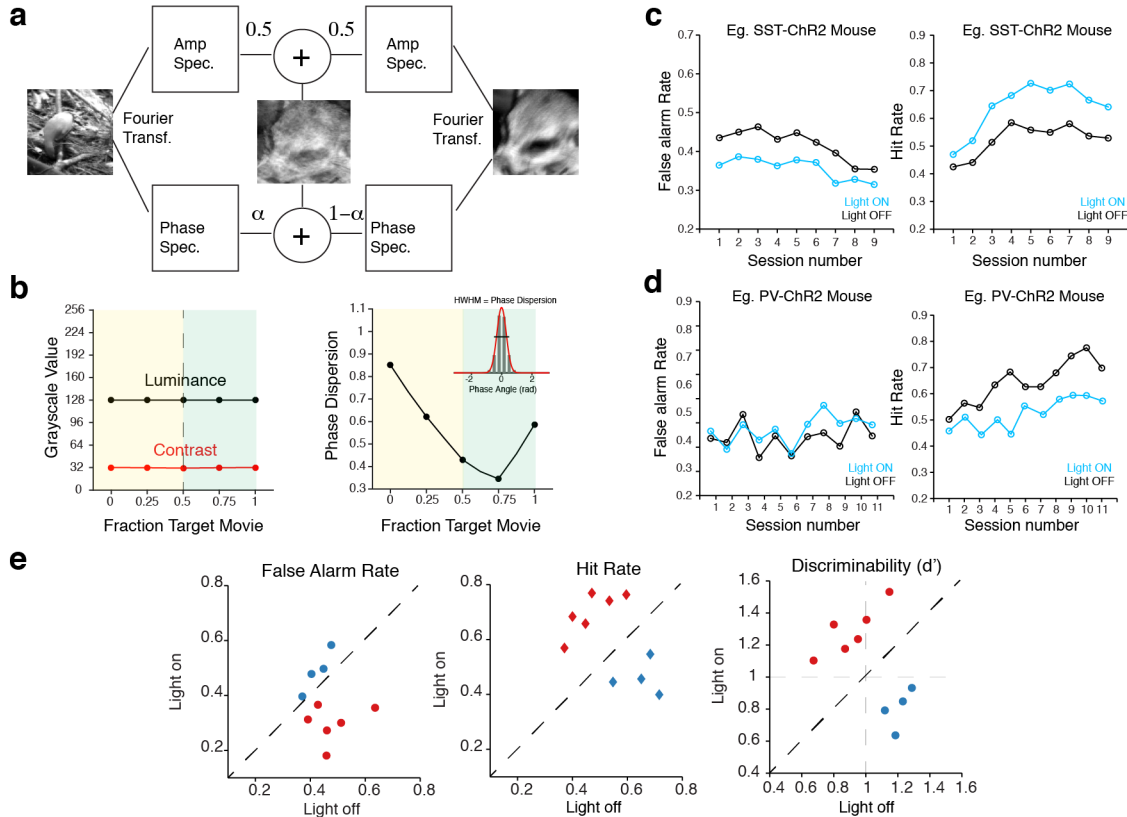 a
Amp
Spec.
0.5
+
0.5
Amp
Spec.
Fourier
Transf.
Fourier
Transf.
Phase
Spec.
α
+
1−α
Phase
Spec.
b
Grayscale Value
256
224
192
160
128
96
64
32
0
Luminance
Contrast
0
0.25
0.5
0.75
1
Fraction Target Movie
Phase Dispersion
1.1
1
0.9
0.8
0.7
0.6
0.5
0.4
0.3
HWHM = Phase Dispersion
-2
0
2
Phase Angle (rad)
0
0.25
0.5
0.75
1
Fraction Target Movie
c
Eg. SST-ChR2 Mouse
False alarm Rate
0.7
0.6
0.5
0.4
0.3
0.2
Light ON
Light OFF
1 2 3 4 5 6 7 8 9
Session number
Eg. SST-ChR2 Mouse
Hit Rate
0.9
0.8
0.7
0.6
0.5
0.4
0.3
0.2
Light ON
Light OFF
1 2 3 4 5 6 7 8 9
Session number
d
Eg. PV-ChR2 Mouse
False alarm Rate
0.9
0.8
0.7
0.6
0.5
0.4
0.3
0.2
Light ON
Light OFF
1 2 3 4 5 6 7 8 9 10 11
Session number
Eg. PV-ChR2 Mouse
Hit Rate
0.9
0.8
0.7
0.6
0.5
0.4
0.3
0.2
Light ON
Light OFF
1 2 3 4 5 6 7 8 9 10 11
Session number
e
False Alarm Rate
Light on
0.8
0.6
0.4
0.2
0.2 0.4 0.6 0.8
Light off
Hit Rate
Light on
0.8
0.6
0.4
0.2
0.2 0.4 0.6 0.8
Light off
Discriminability (d')
Light on
1.6
1.4
1.2
1
0.8
0.6
0.4
0.4 0.6 0.8 1 1.2 1.4 1.6
Light off